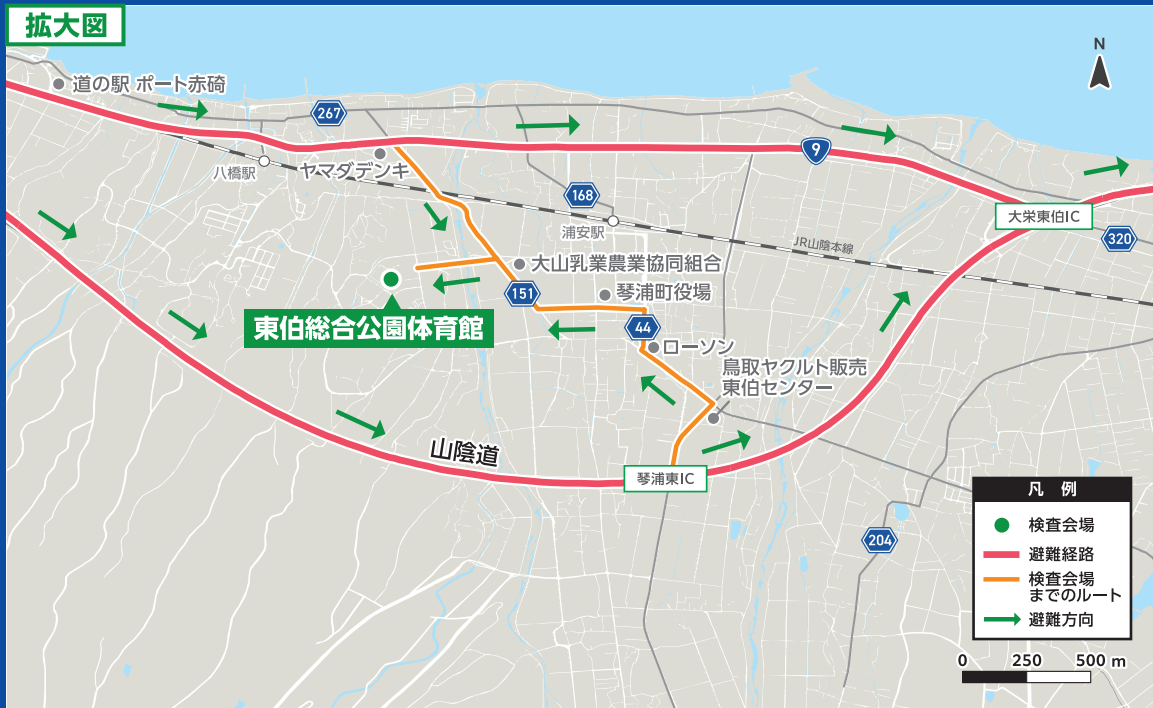 拡大図
N
道の駅 ポート赤碕
267
9
八橋駅
ヤマダデンキ
168
浦安駅
大栄東伯IC
320
JR山陰本線
大山乳業農業協同組合
151
琴浦町役場
東伯総合公園体育館
44
ローソン
鳥取ヤクルト販売
東伯センター
山陰道
琴浦東IC
204
凡 例
検査会場
避難経路
検査会場
までのルート
避難方向
0 250 500 m